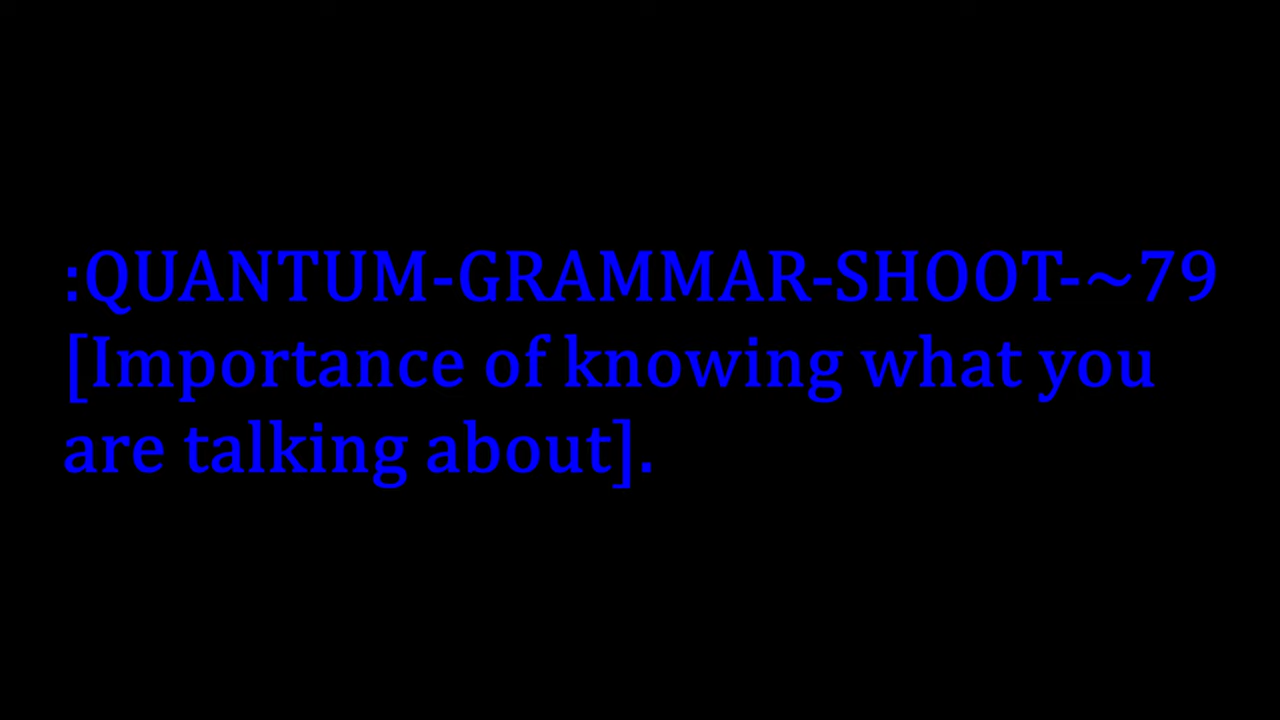 :QUANTUM-GRAMMAR-SHOOT-~79
[Importance of knowing what you
are talking about].